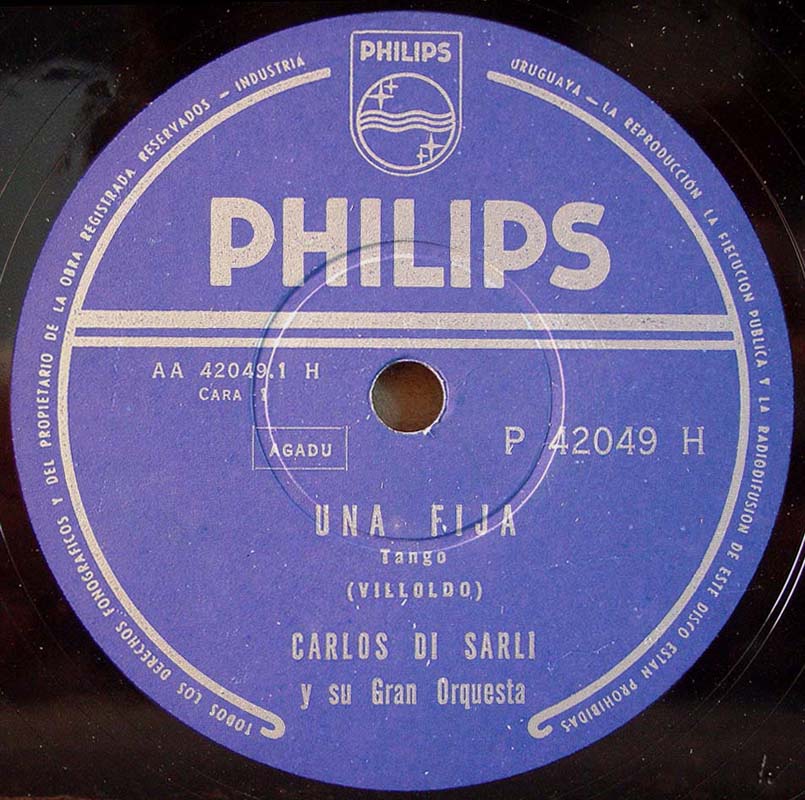 PHILIPS
TODOS LOS DERECHOS FONOGRAFICOS Y DEL PROPIETARIO DE LA OBRA REGISTRADA RESERVADOS – INDUSTRIA
URUGUAYA – LA REPRODUCCIÓN LA EJECUCION PUBLICA Y LA RADIODIFUSION DE ESTE DISCO ESTAN PROHIBIDAS
PHILIPS
AA 42049.1 H
CARA 1
AGADU
P 42049 H
UNA FIJA
Tango
(VILLOLDO)
CARLOS DI SARLI
y su Gran Orquesta